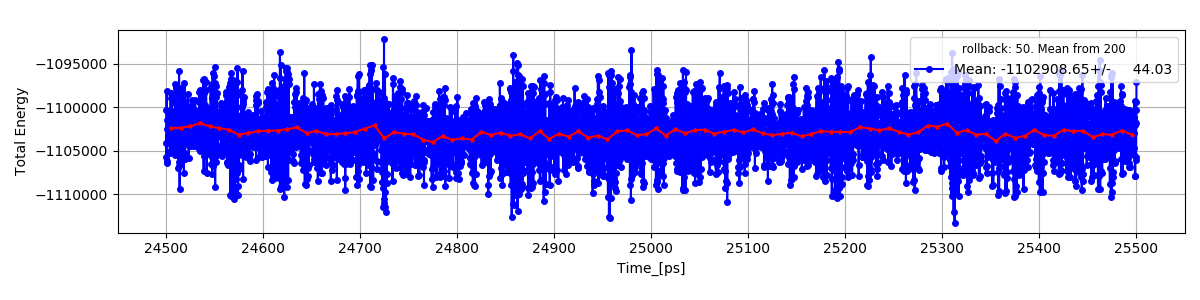 rollback: 50. Mean from 200
Mean: -1102908.65+/- 44.03
Total Energy
−1095000
−1100000
−1105000
−1110000
24500 24600 24700 24800 24900 25000 25100 25200 25300 25400 25500
Time_[ps]